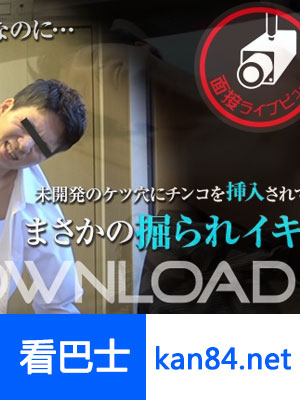 なのに…
面接ライブビ
未開発のケツ穴にチンコを挿入されて
まさかの掘られイキ
OWNLOAD
看巴士 kan84.net